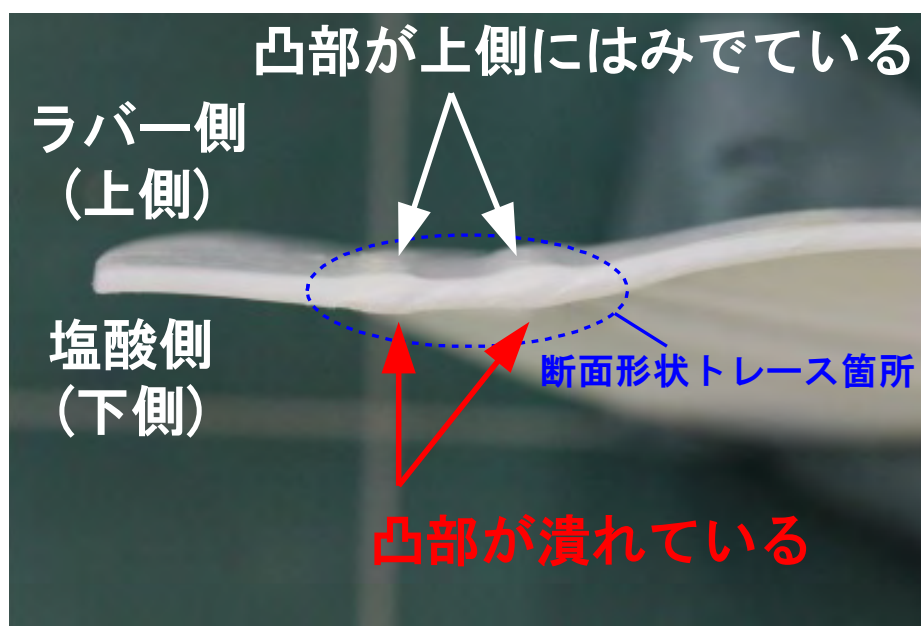 凸部が上側にはみでている
ラバー側
（上側）
塩酸側
（下側）
断面形状トレース箇所
凸部が潰れている